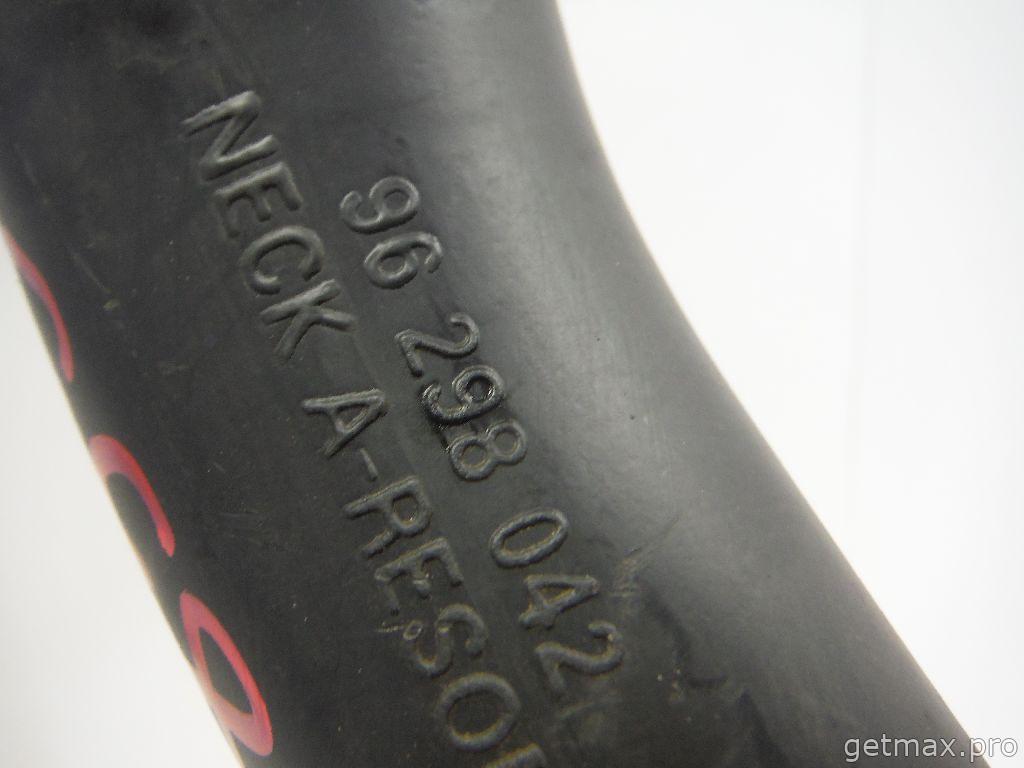 96 298 042
NECK A-RESO
getmax.pro